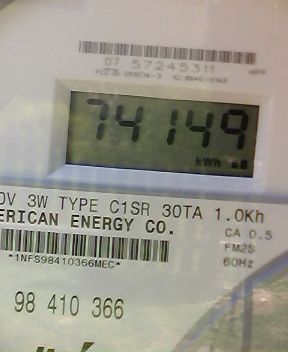 07 57245311
74149
kWh
0V 3W TYPE C1SR 30TA 1.0Kh
ERICAN ENERGY CO.
CA 0.5
FM2S
60Hz
*1NFS98410366MEC*
98 410 366